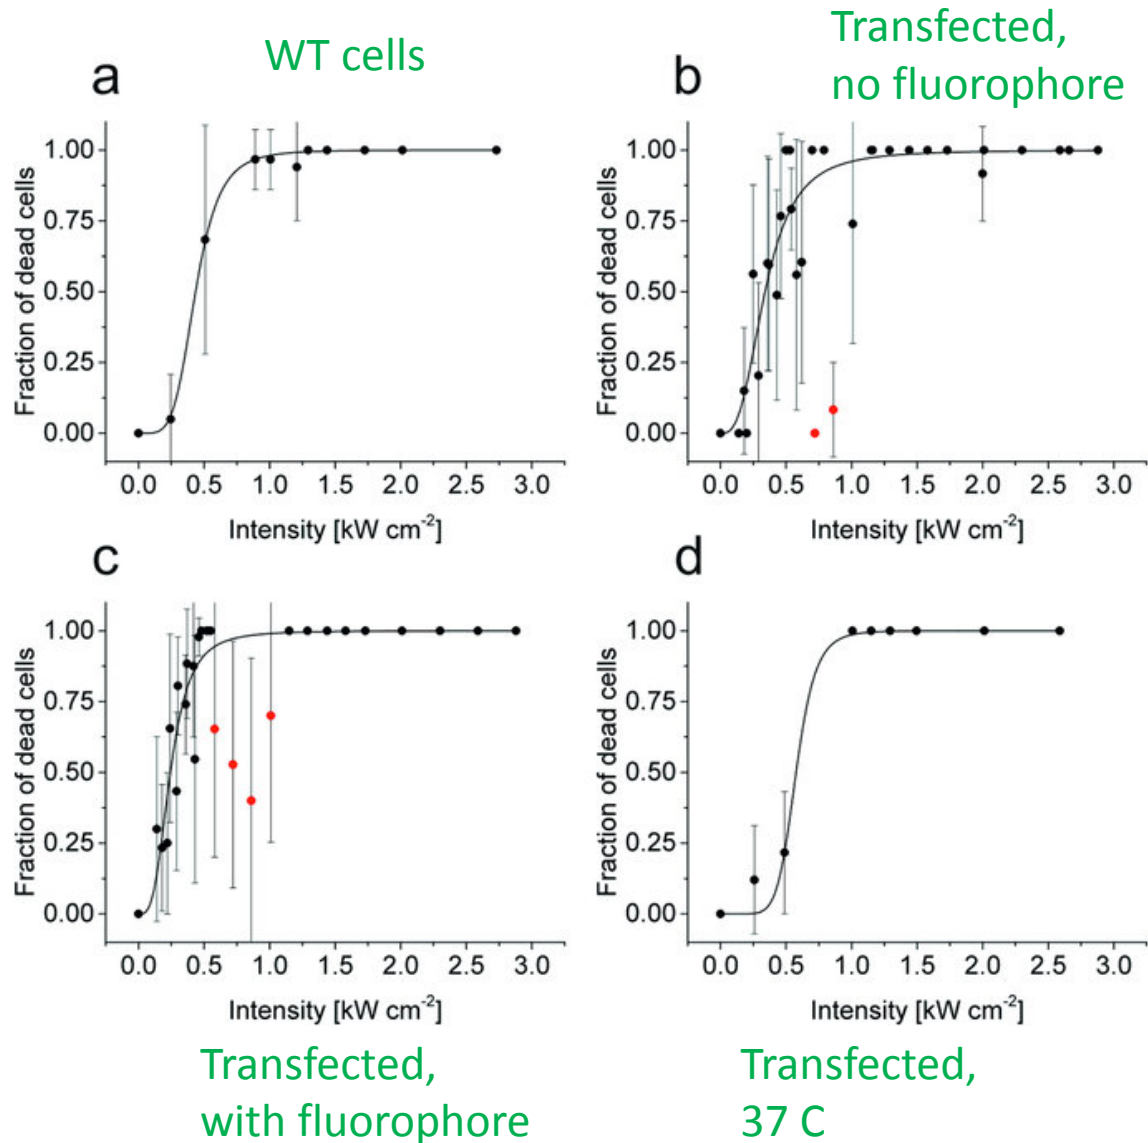 WT cells
Transfected,
no fluorophore
a
b
1.00
0.75
0.50
0.25
0.00
Fraction of dead cells
0.0 0.5 1.0 1.5 2.0 2.5 3.0
Intensity [kW cm⁻²]
1.00
0.75
0.50
0.25
0.00
Fraction of dead cells
0.0 0.5 1.0 1.5 2.0 2.5 3.0
Intensity [kW cm⁻²]
c
d
1.00
0.75
0.50
0.25
0.00
Fraction of dead cells
0.0 0.5 1.0 1.5 2.0 2.5 3.0
Intensity [kW cm⁻²]
1.00
0.75
0.50
0.25
0.00
Fraction of dead cells
0.0 0.5 1.0 1.5 2.0 2.5 3.0
Intensity [kW cm⁻²]
Transfected,
with fluorophore
Transfected,
37 C